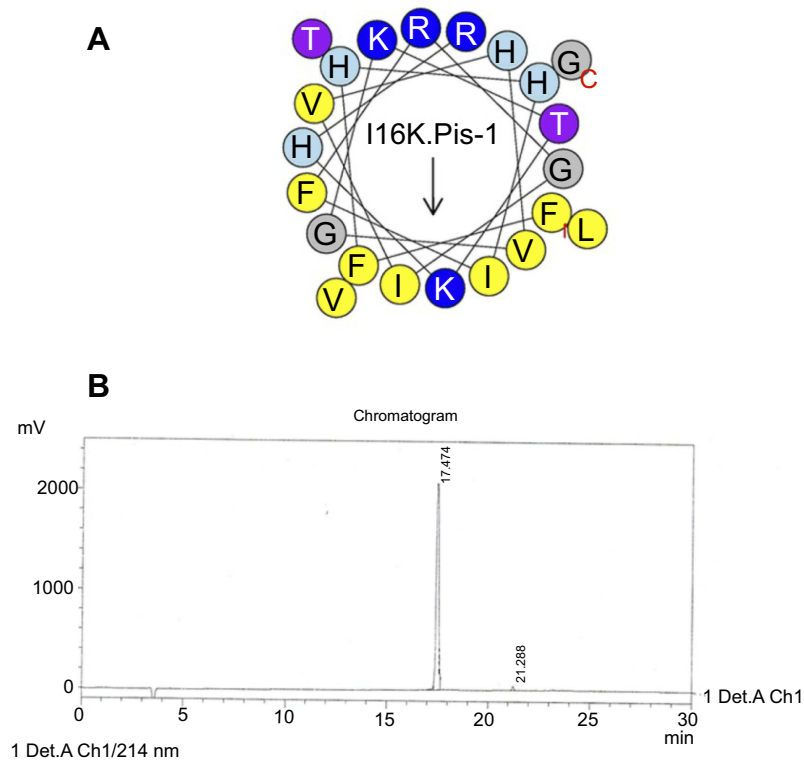 A
T
K
R
R
H
H
H
G
C
V
T
I16K.Pis-1
H
G
F
F
L
G
V
F
I
I
V
K
B
Chromatogram
mV
17.474
2000
1000
21.288
0
1 Det.A Ch1
0 5 10 15 20 25 30
min
1 Det.A Ch1/214 nm